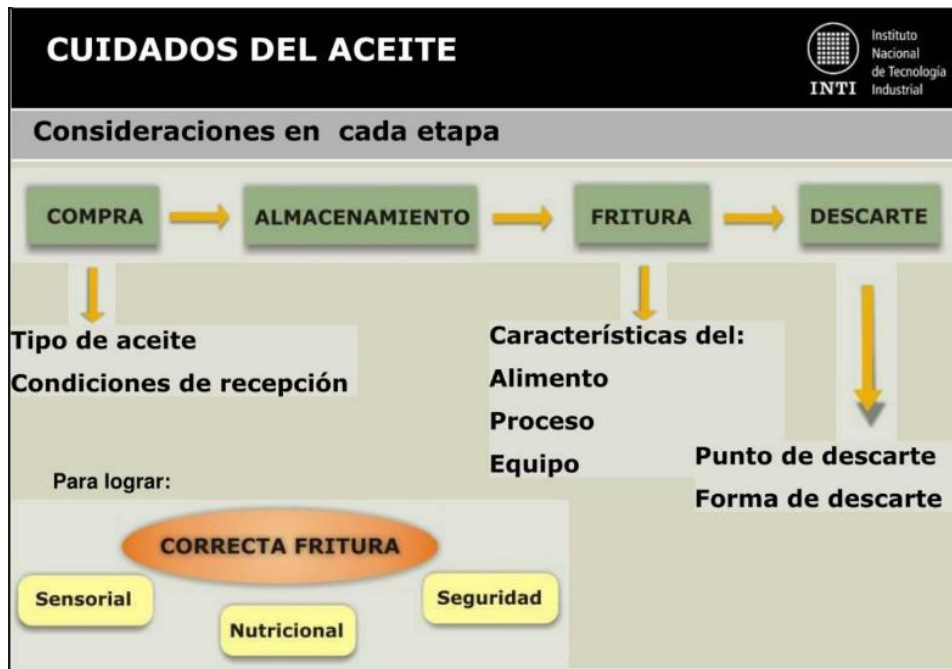 CUIDADOS DEL ACEITE
Instituto
Nacional
de Tecnología
Industrial
INTI
Consideraciones en cada etapa
COMPRA
ALMACENAMIENTO
FRITURA
DESCARTE
Tipo de aceite
Condiciones de recepción
Características del:
Alimento
Proceso
Equipo
Punto de descarte
Forma de descarte
Para lograr:
CORRECTA FRITURA
Sensorial
Nutricional
Seguridad